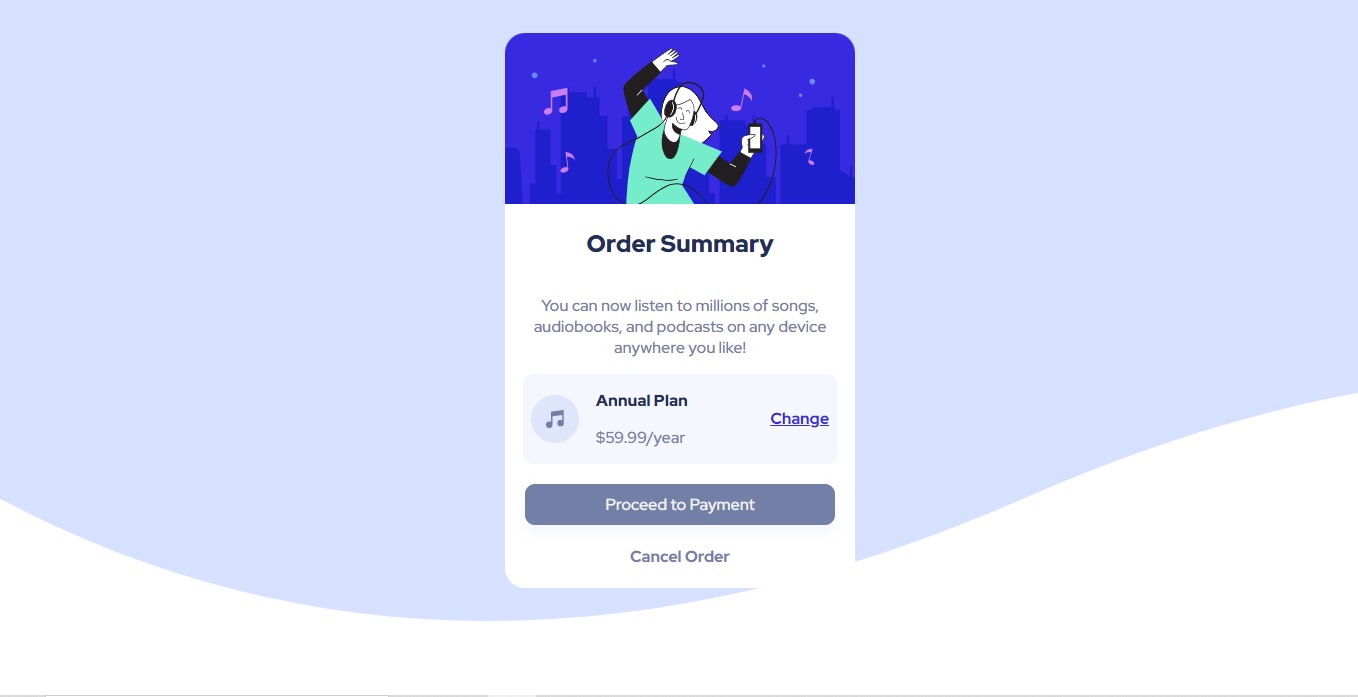 Order Summary
You can now listen to millions of songs,
audiobooks, and podcasts on any device
anywhere you like!
Annual Plan
Change
$59.99/year
Proceed to Payment
Cancel Order